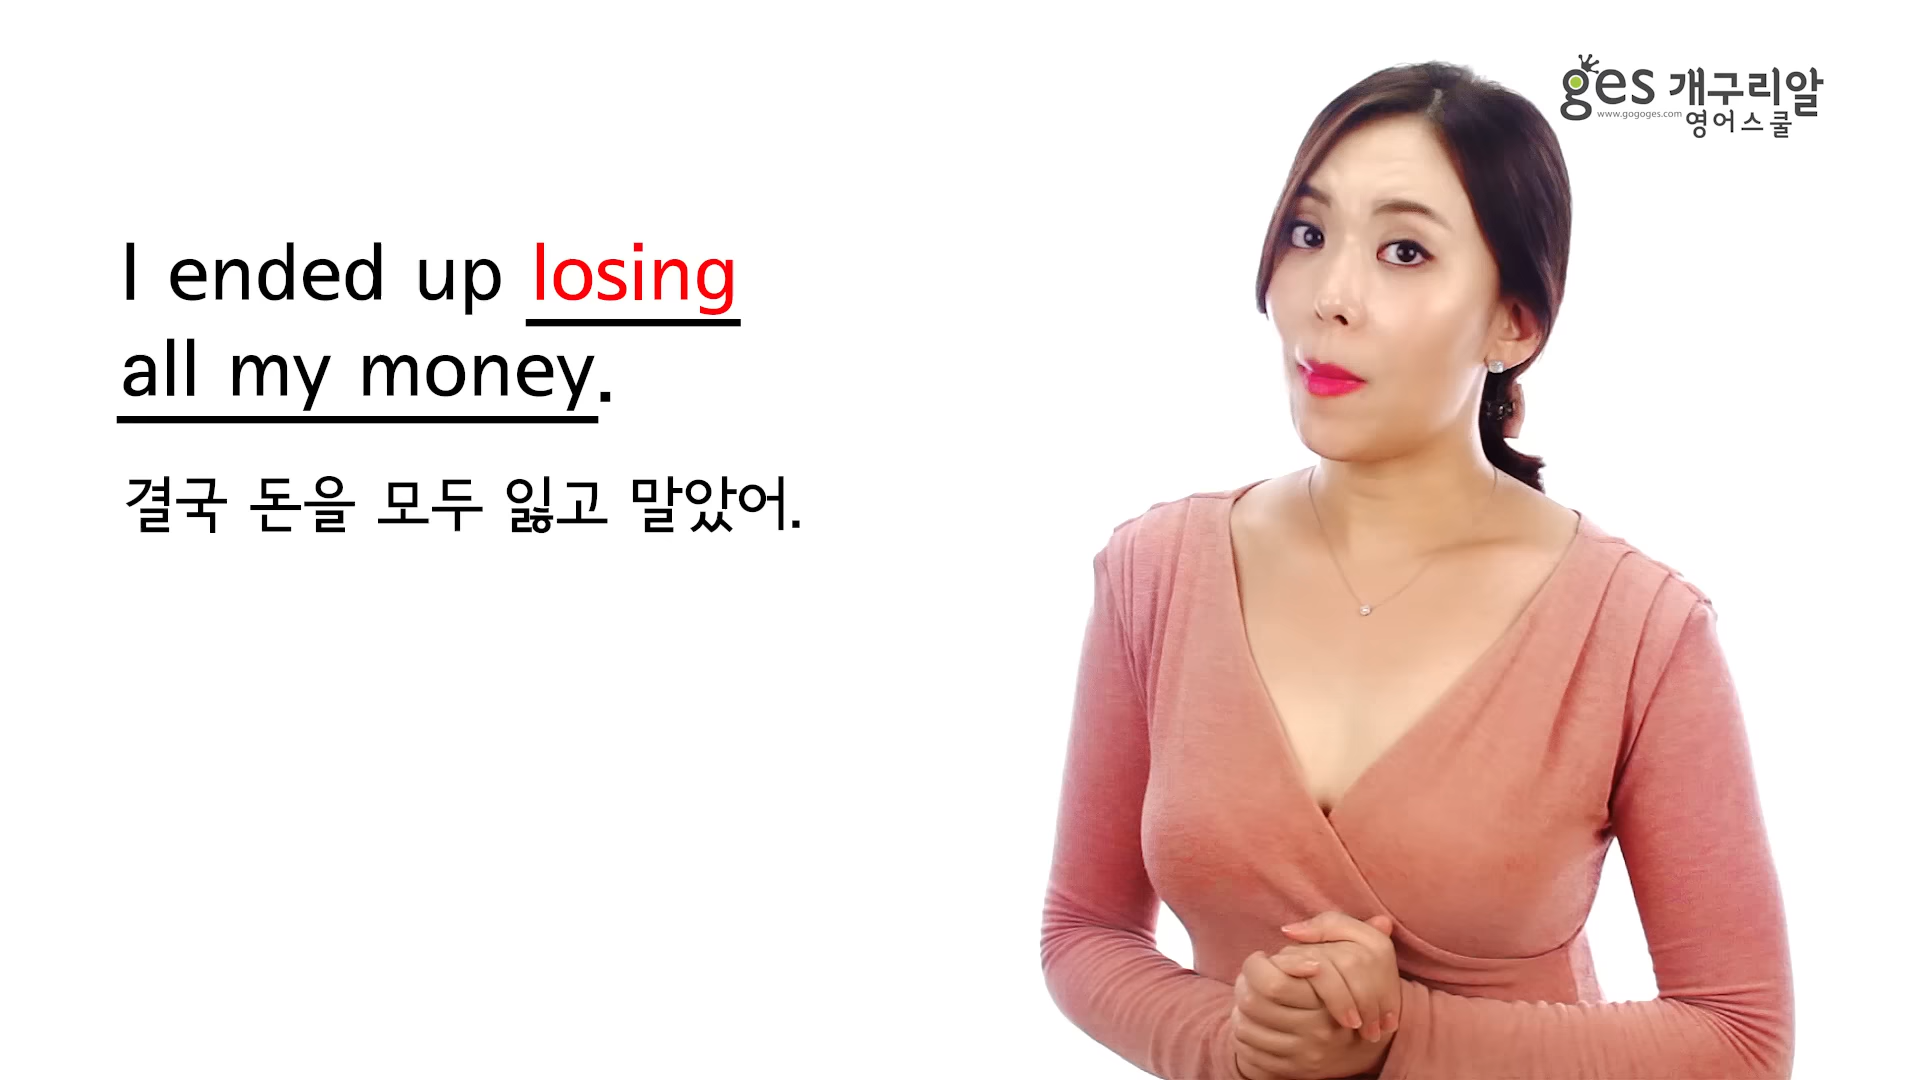 ges 개구리알
www.gogoges.com 영어스쿨
I ended up losing
all my money.
결국 돈을 모두 잃고 말았어.